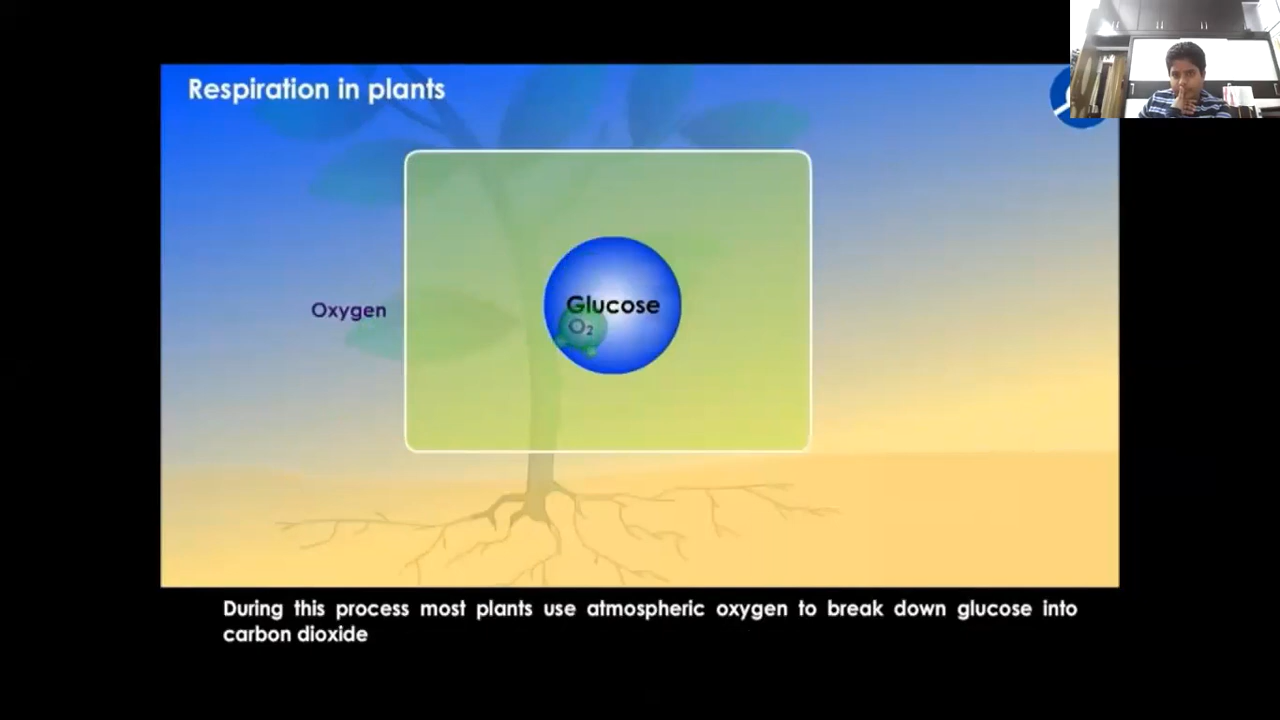 Respiration in plants
Oxygen
Glucose
O₂
During this process most plants use atmospheric oxygen to break down glucose into
carbon dioxide